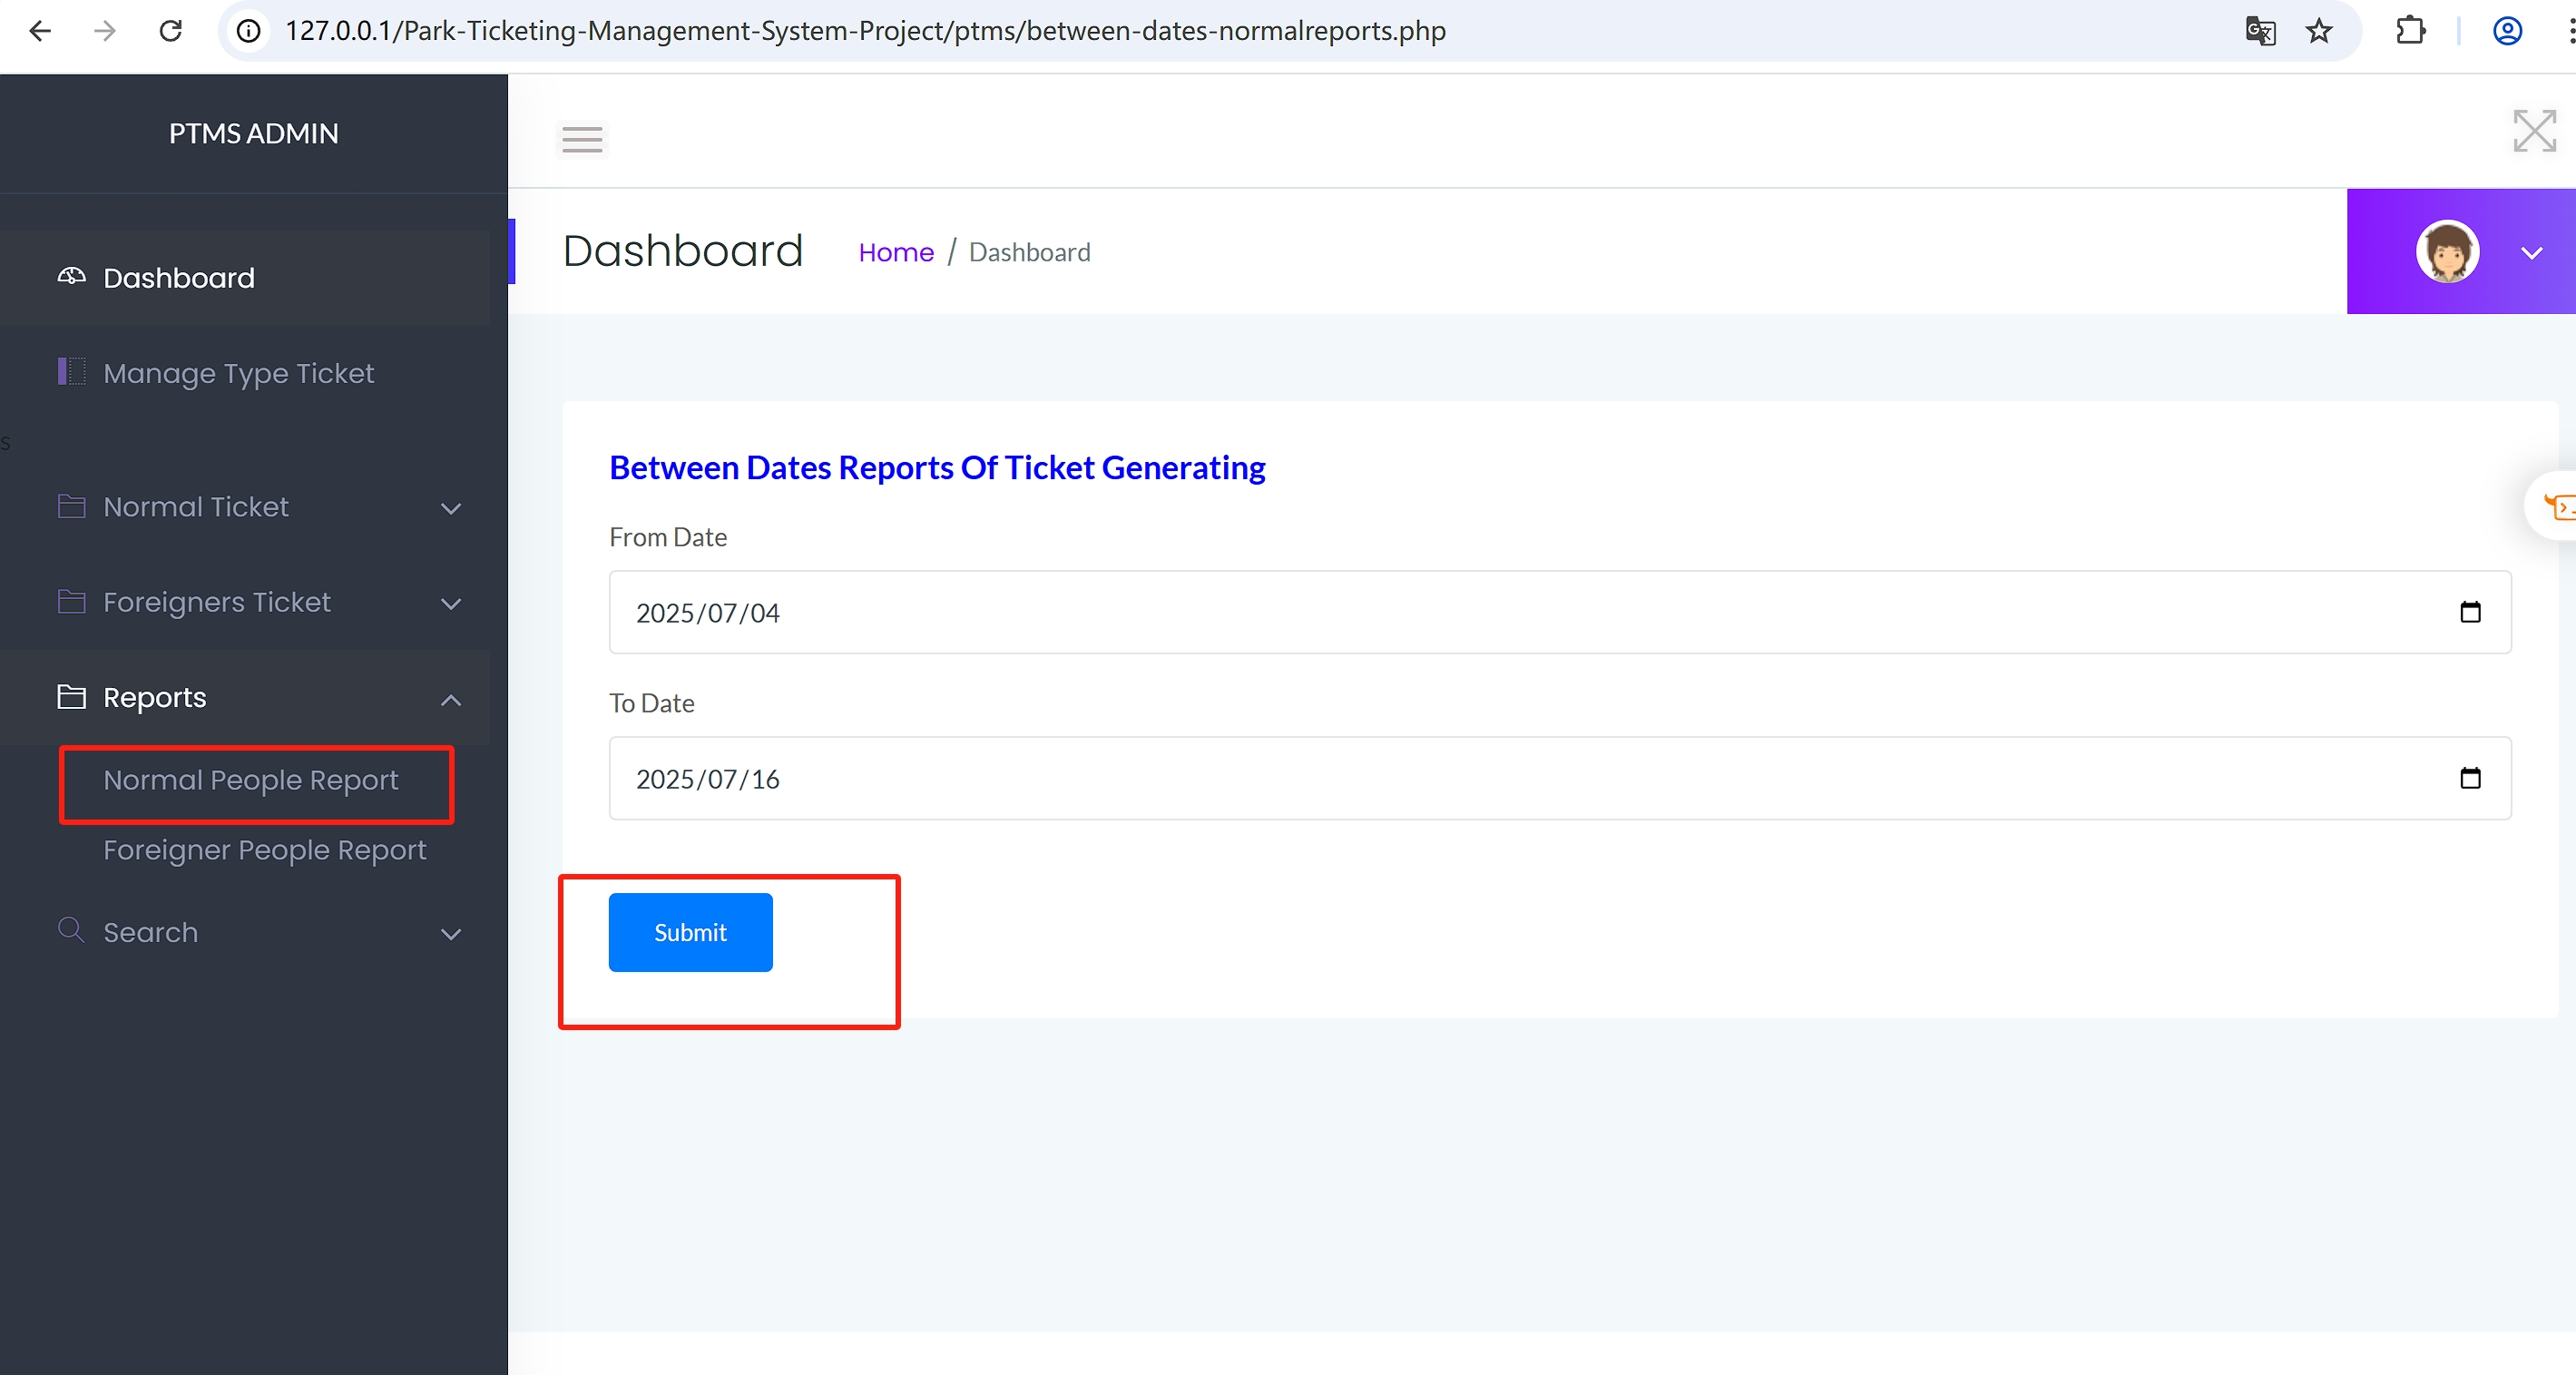 127.0.0.1/Park-Ticketing-Management-System-Project/ptms/between-dates-normalreports.php
PTMS ADMIN
Dashboard
Manage Type Ticket
s
Normal Ticket
Foreigners Ticket
Reports
Normal People Report
Foreigner People Report
Search
Dashboard
Home / Dashboard
Between Dates Reports Of Ticket Generating
From Date
2025/07/04
To Date
2025/07/16
Submit